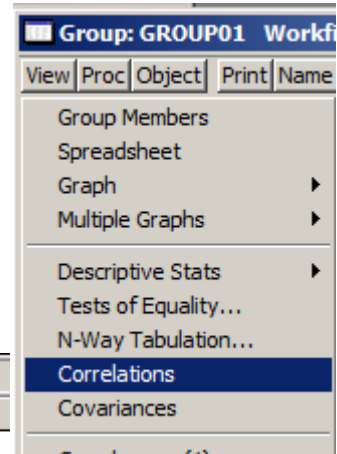 Group: GROUP01 Workfi
View Proc Object Print Name
Group Members
Spreadsheet
Graph
Multiple Graphs
Descriptive Stats
Tests of Equality...
N-Way Tabulation...
Correlations
Covariances